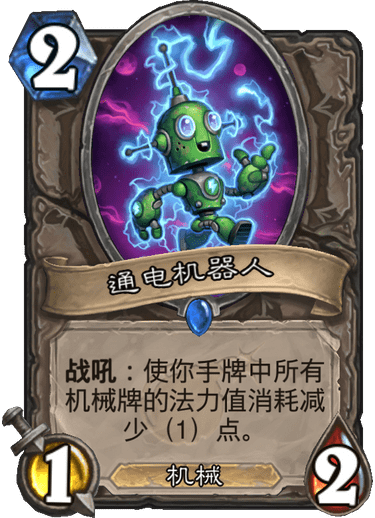 2
通电机器人
战吼：使你手牌中所有
机械牌的法力值消耗减
少（1）点。
1
机械
2